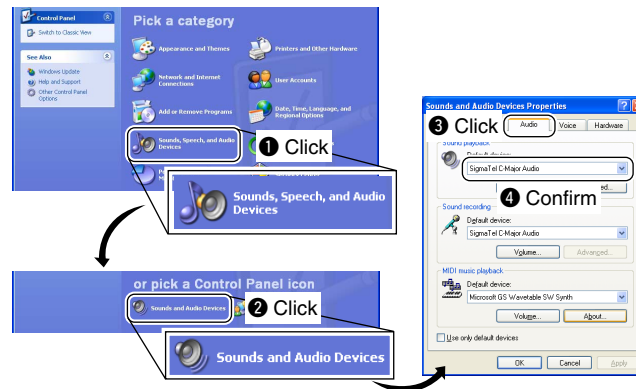 Control Panel
Switch to Classic View
See Also
Windows Update
Help and Support
Other Control Panel
Options
Pick a category
Appearance and Themes
Printers and Other Hardware
Network and Internet
Connections
User Accounts
Add or Remove Programs
Date, Time, Language, and
Regional Options
Sounds, Speech, and Audio
Devices
❶ Click
Sounds, Speech, and Audio
Devices
or pick a Control Panel icon
Sounds and Audio Devices
❷ Click
Sounds and Audio Devices
Sounds and Audio Devices Properties
❸ Click
Audio
Voice
Hardware
Sound playback
Default device:
SigmaTel C-Major Audio
❹ Confirm
Sound recording
Default device:
SigmaTel C-Major Audio
Volume...
Advanced...
MIDI music playback
Default device:
Microsoft GS Wavetable SW Synth
Volume...
About...
Use only default devices
OK
Cancel
Apply